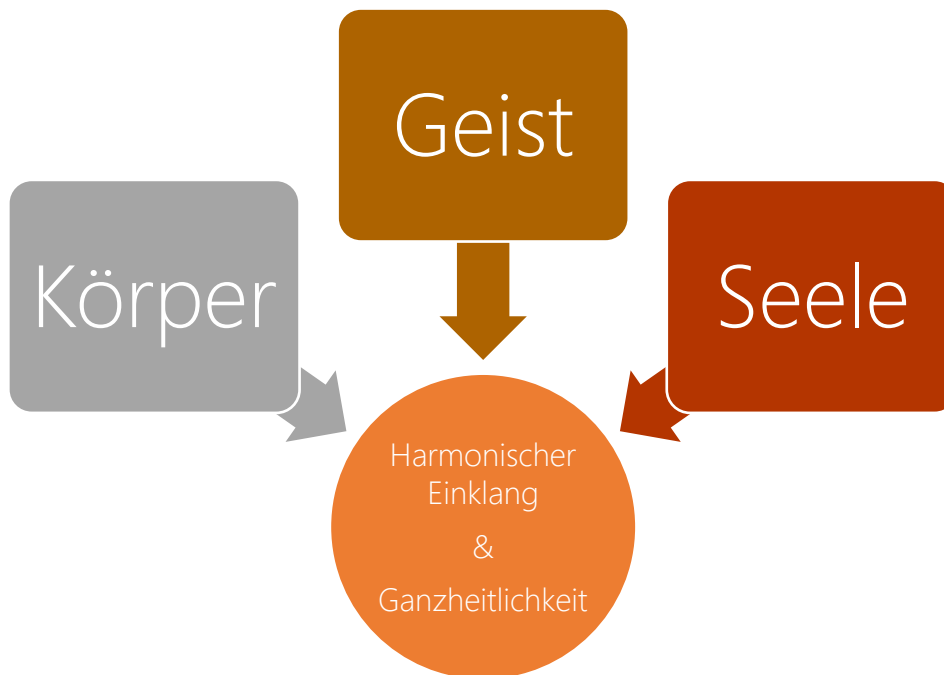 Geist
Körper
Seele
Harmonischer
Einklang
&
Ganzheitlichkeit